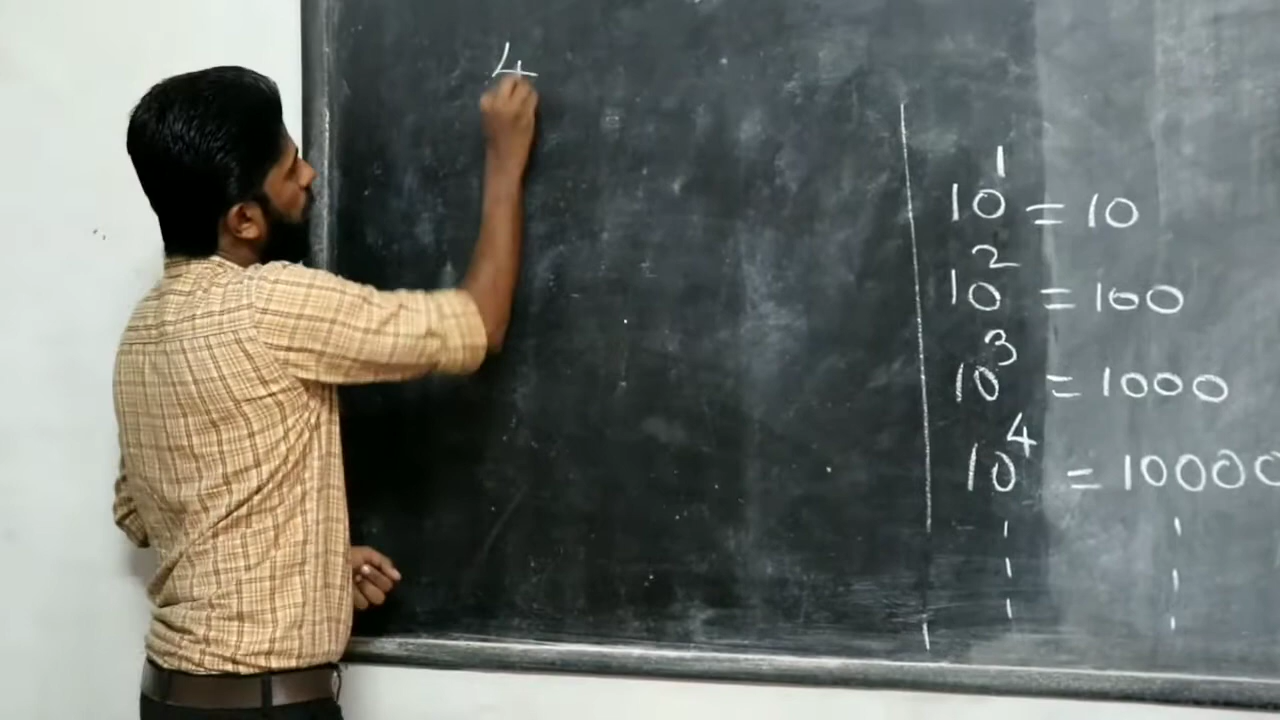 4
10¹ = 10
10² = 100
10³ = 1000
10⁴ = 10000